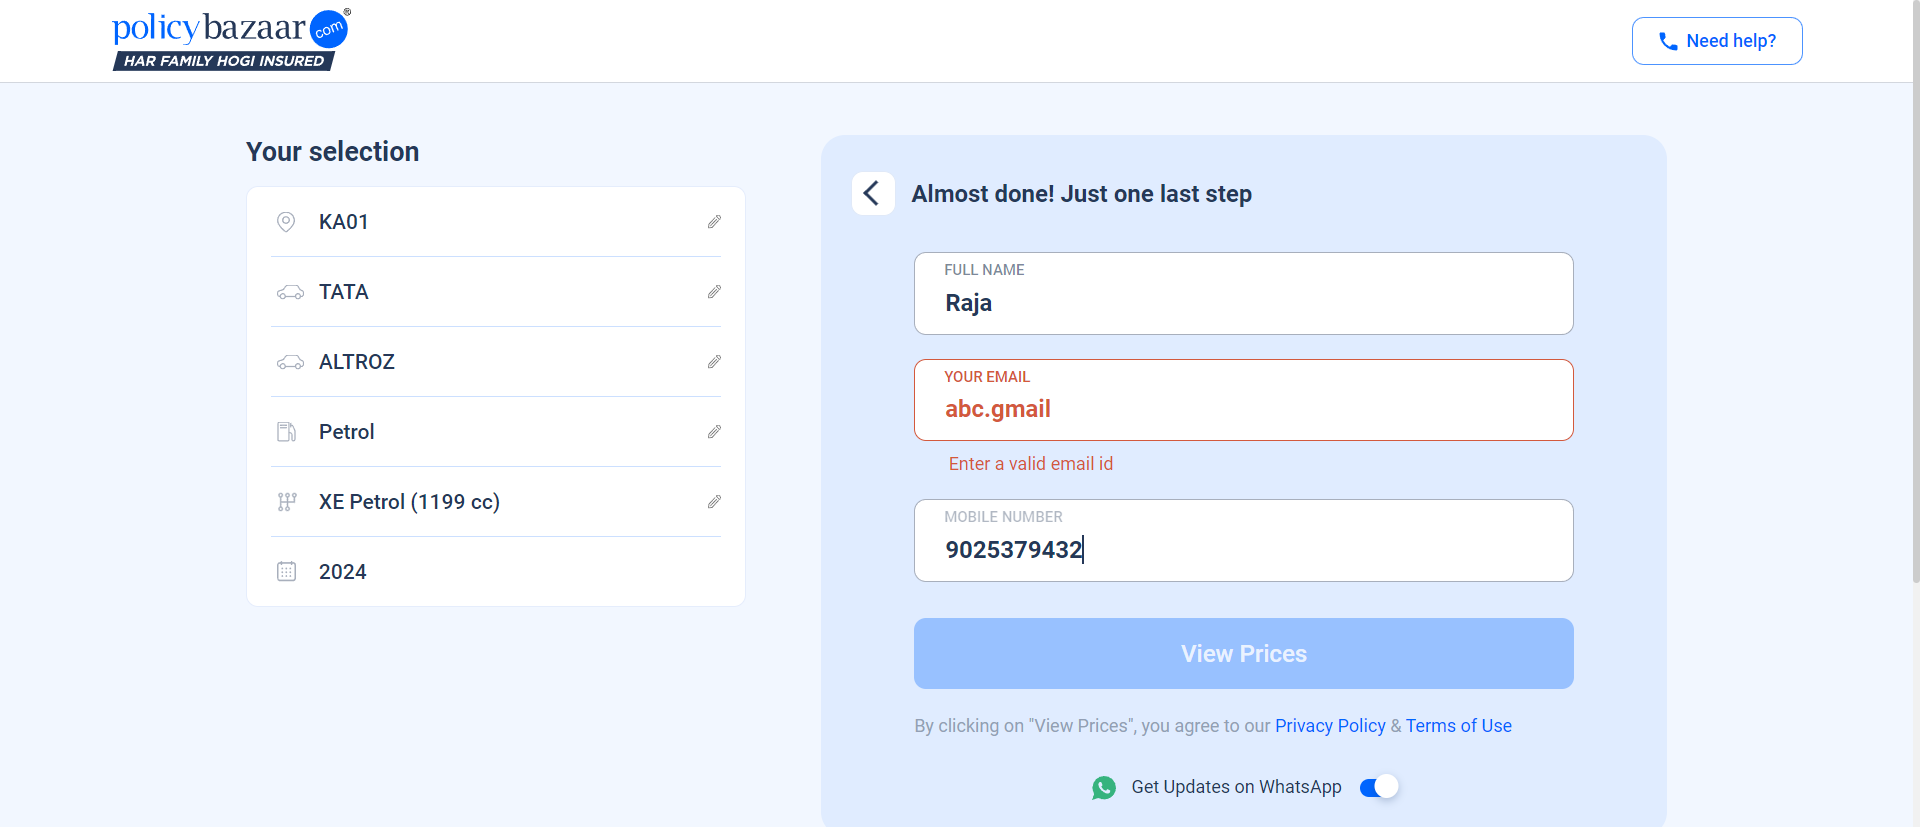 policybazaar.com®
HAR FAMILY HOGI INSURED
Need help?
Your selection
KA01
TATA
ALTROZ
Petrol
XE Petrol (1199 cc)
2024
Almost done! Just one last step
FULL NAME
Raja
YOUR EMAIL
abc.gmail
Enter a valid email id
MOBILE NUMBER
9025379432
View Prices
By clicking on "View Prices", you agree to our Privacy Policy & Terms of Use
Get Updates on WhatsApp